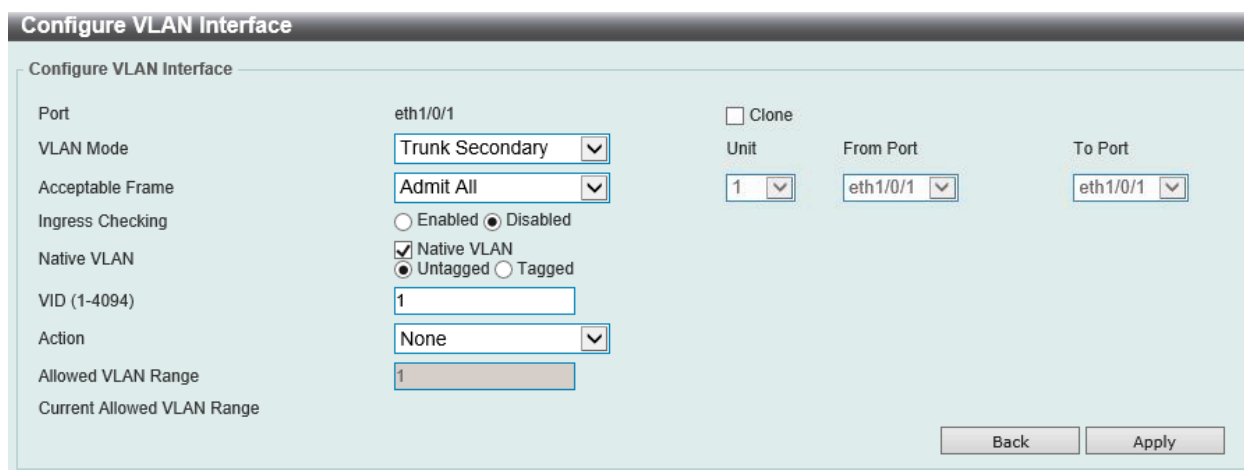 Configure VLAN Interface
Configure VLAN Interface
Port eth1/0/1 Clone
VLAN Mode Trunk Secondary Unit From Port To Port
Acceptable Frame Admit All 1 eth1/0/1 eth1/0/1
Ingress Checking Enabled Disabled
Native VLAN Native VLAN
Untagged Tagged
VID (1-4094) 1
Action None
Allowed VLAN Range 1
Current Allowed VLAN Range
Back Apply